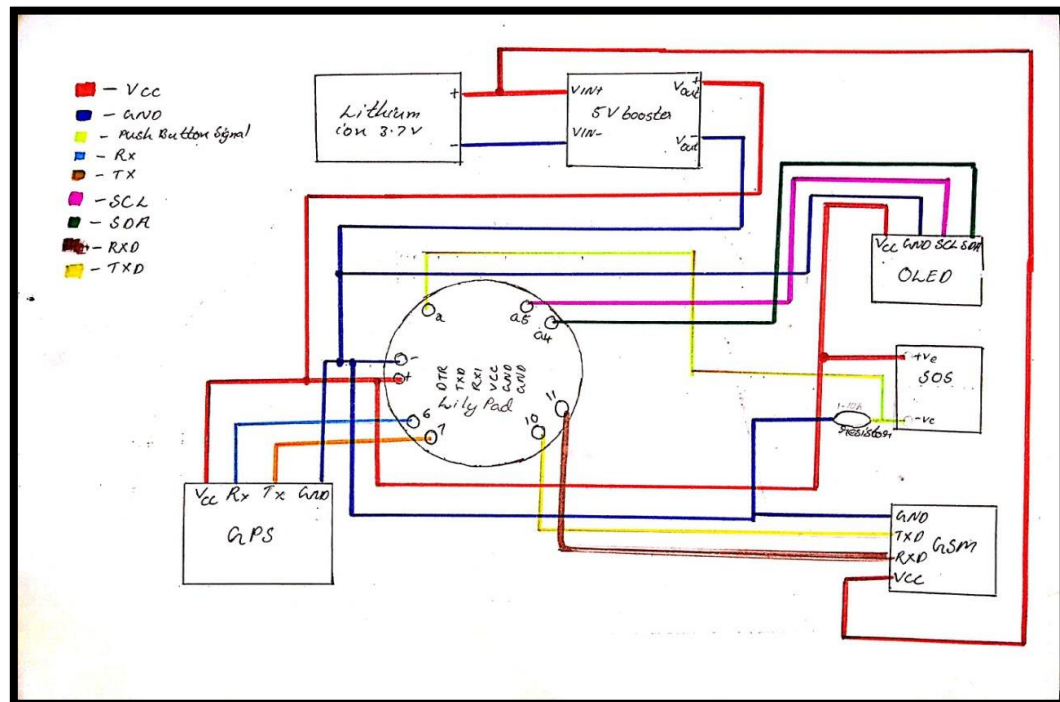 - VCC
- GND
- Push Button Signal
- Rx
- TX
- SCL
- SDA
- RXD
- TXD
Lithium
ion 3.7V
+
-
VIN+
VIN-
5V booster
Vout+
Vout-
VCC GND SCL SDA
OLED
a
a5
a4
-
+
DTR
TXD
RXI
VCC
GND
GND
LilyPad
6
7
10
11
+ve
SOS
-ve
resistor
VCC Rx Tx GND
GPS
GND
TXD
RXD
VCC
GSM